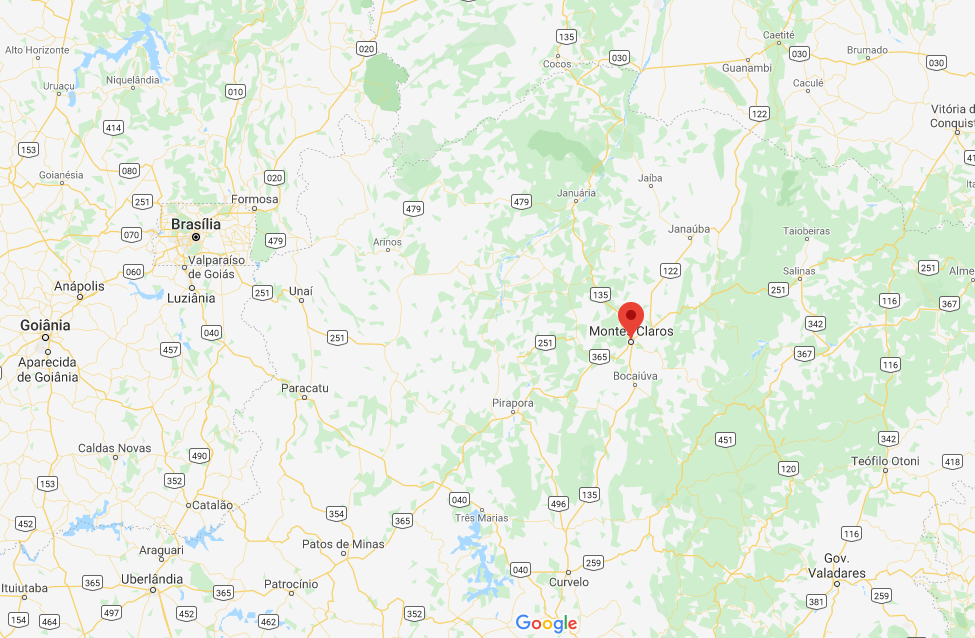 135
020
Caetité
Alto Horizonte
030
030
Brumado
Cocos
Guanambi
030
Niquelândia
Uruaçu
Caculé
010
Vitória d
Conquist
122
414
153
41
080
Goianésia
020
Jaíba
Januária
Ita
251
Formosa
479
479
Brasília
070
479
Janaúba
Taiobeiras
Arinos
Valparaíso
de Goiás
060
122
Salinas
251
Alme
Anápolis
Luziânia
251
Unaí
135
251
116
367
Goiânia
040
251
Montes Claros
342
457
251
365
367
Aparecida
de Goiânia
116
Bocaiúva
Paracatu
Pirapora
451
342
Caldas Novas
490
120
Teófilo Otoni
418
153
352
040
135
496
Catalão
354
365
Três Marias
452
116
Araguari
Patos de Minas
259
Gov.
Valadares
040
Uberlândia
365
Curvelo
Ituiutaba
365
Patrocínio
259
381
497
452
352
154
464
462
Google